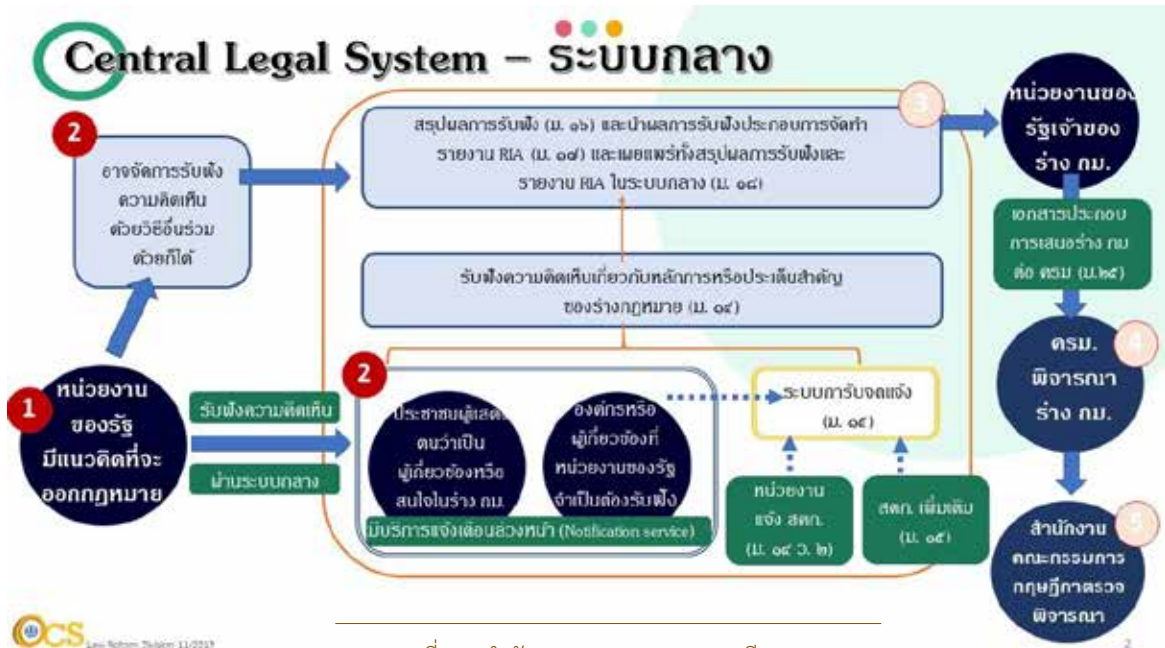 Central Legal System – ระบบกลาง
2
อาจจัดการรับฟัง
ความคิดเห็น
ด้วยวิธีอื่นร่วม
ด้วยก็ได้
1
หน่วยงาน
ของรัฐ
มีแนวคิดที่จะ
ออกกฎหมาย
รับฟังความคิดเห็น
ผ่านระบบกลาง
3
สรุปผลการรับฟัง (ม. ๑๖) และนำผลการรับฟังประกอบการจัดทำ
รายงาน RIA (ม. ๑๗) และเผยแพร่ทั้งสรุปผลการรับฟังและ
รายงาน RIA ในระบบกลาง (ม. ๑๘)
รับฟังความคิดเห็นเกี่ยวกับหลักการหรือประเด็นสำคัญ
ของร่างกฎหมาย (ม. ๑๔)
2
ประชาชนผู้แสดง
ตนว่าเป็น
ผู้เกี่ยวข้องหรือ
สนใจในร่าง กม.
องค์กรหรือ
ผู้เกี่ยวข้องที่
หน่วยงานของรัฐ
จำเป็นต้องรับฟัง
มีบริการแจ้งเตือนล่วงหน้า (Notification service)
ระบบการรับจดแจ้ง
(ม. ๑๕)
หน่วยงาน
แจ้ง สคก.
(ม. ๑๔ ว. ๒)
สคก. เพิ่มเติม
(ม. ๑๕)
หน่วยงานของ
รัฐเจ้าของ
ร่าง กม.
เอกสารประกอบ
การเสนอร่าง กม
ต่อ ครม (ม.๒๕)
4
ครม.
พิจารณา
ร่าง กม.
5
สำนักงาน
คณะกรรมการ
กฤษฎีกาตรวจ
พิจารณา
OCS
Law Reform Division 11/2019
2